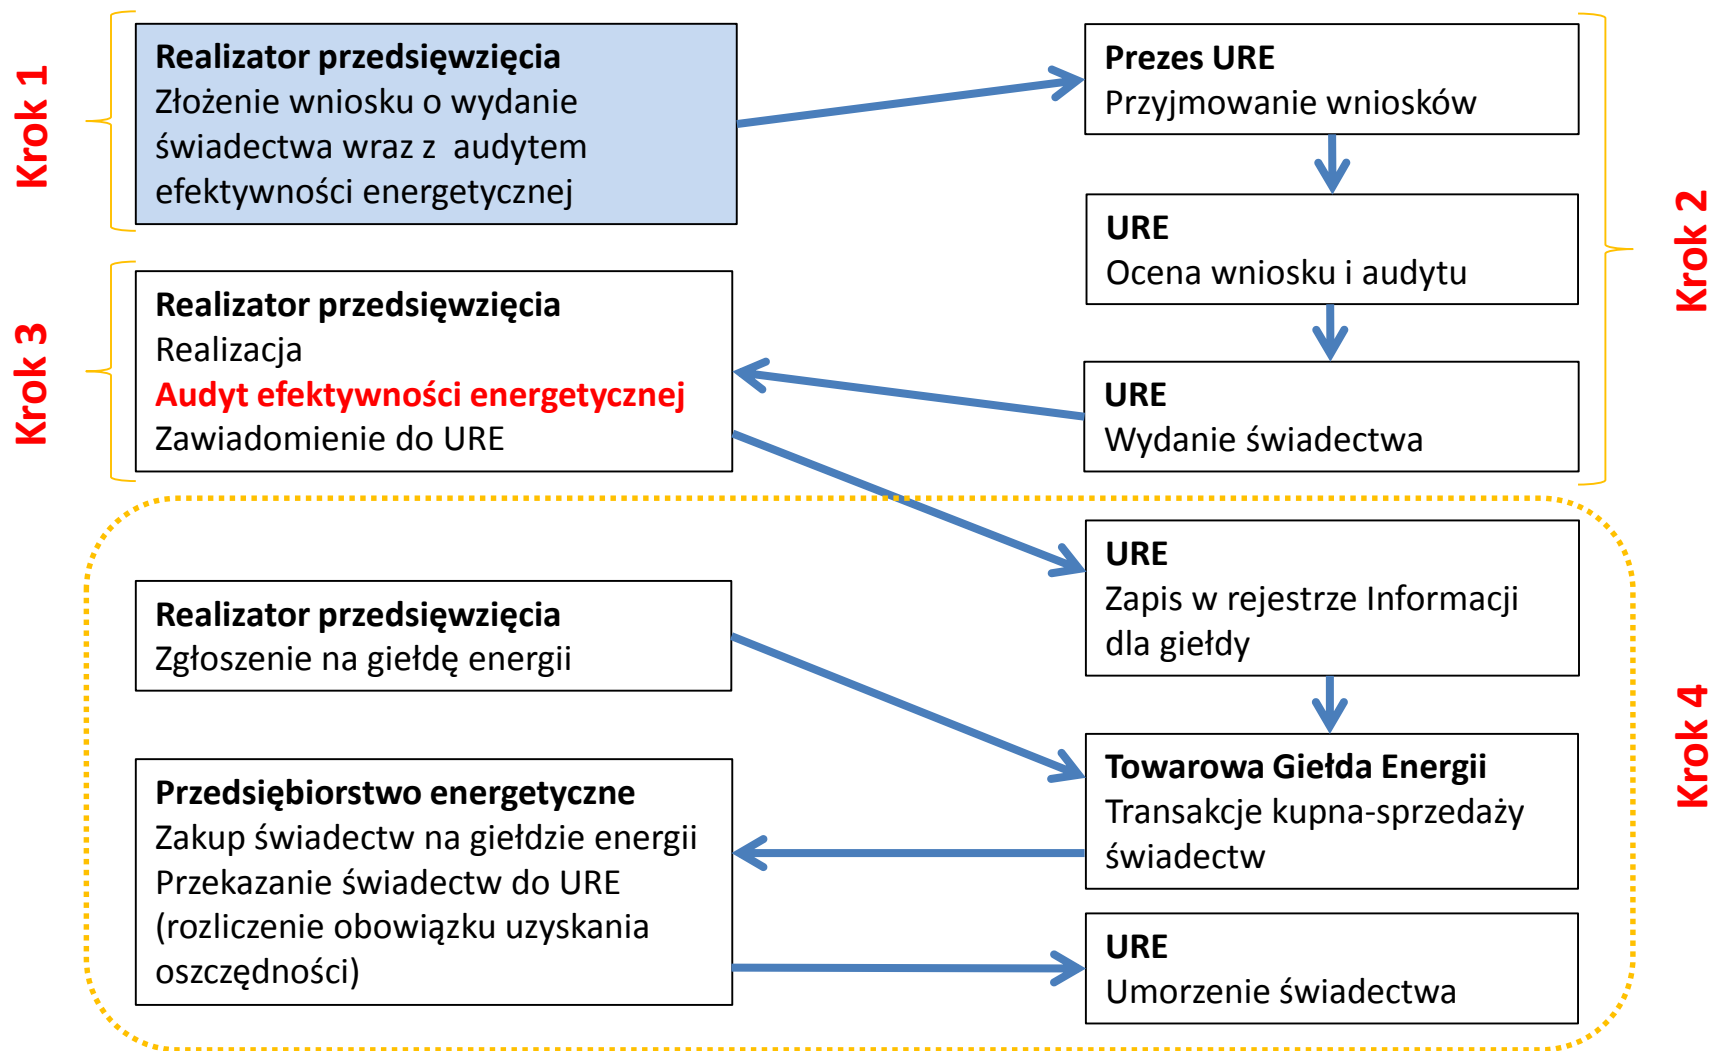 Krok 1
Realizator przedsięwzięcia
Złożenie wniosku o wydanie
świadectwa wraz z audytem
efektywności energetycznej
Prezes URE
Przyjmowanie wniosków
URE
Ocena wniosku i audytu
URE
Wydanie świadectwa
Krok 2
Krok 3
Realizator przedsięwzięcia
Realizacja
Audyt efektywności energetycznej
Zawiadomienie do URE
URE
Zapis w rejestrze Informacji
dla giełdy
Realizator przedsięwzięcia
Zgłoszenie na giełdę energii
Towarowa Giełda Energii
Transakcje kupna-sprzedaży
świadectw
Krok 4
Przedsiębiorstwo energetyczne
Zakup świadectw na giełdzie energii
Przekazanie świadectw do URE
(rozliczenie obowiązku uzyskania
oszczędności)
URE
Umorzenie świadectwa